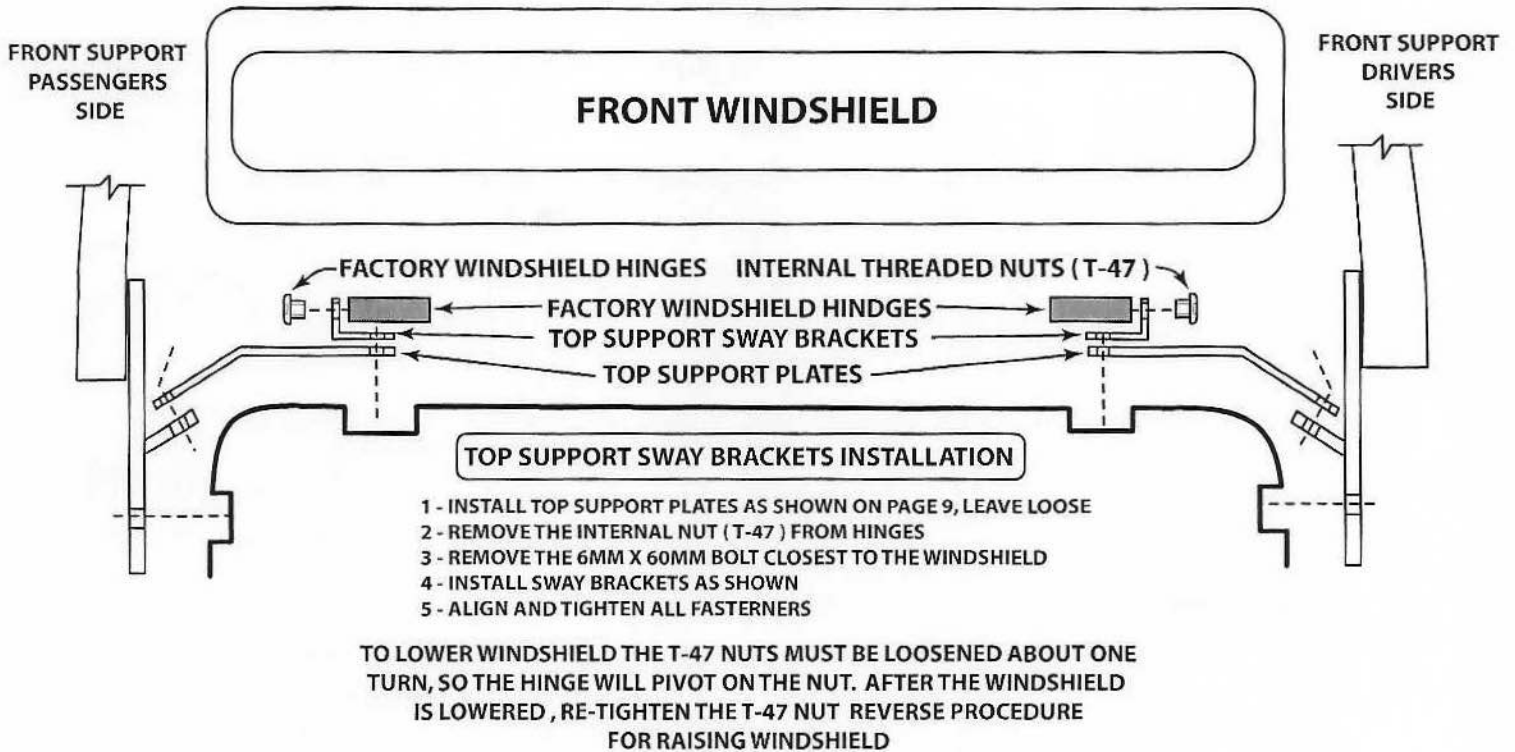 FRONT SUPPORT
PASSENGERS
SIDE
FRONT WINDSHIELD
FRONT SUPPORT
DRIVERS
SIDE
FACTORY WINDSHIELD HINGES
INTERNAL THREADED NUTS ( T-47 )
FACTORY WINDSHIELD HINDGES
TOP SUPPORT SWAY BRACKETS
TOP SUPPORT PLATES
TOP SUPPORT SWAY BRACKETS INSTALLATION
1 - INSTALL TOP SUPPORT PLATES AS SHOWN ON PAGE 9, LEAVE LOOSE
2 - REMOVE THE INTERNAL NUT ( T-47 ) FROM HINGES
3 - REMOVE THE 6MM X 60MM BOLT CLOSEST TO THE WINDSHIELD
4 - INSTALL SWAY BRACKETS AS SHOWN
5 - ALIGN AND TIGHTEN ALL FASTERNERS
TO LOWER WINDSHIELD THE T-47 NUTS MUST BE LOOSENED ABOUT ONE
TURN, SO THE HINGE WILL PIVOT ON THE NUT. AFTER THE WINDSHIELD
IS LOWERED , RE-TIGHTEN THE T-47 NUT REVERSE PROCEDURE
FOR RAISING WINDSHIELD